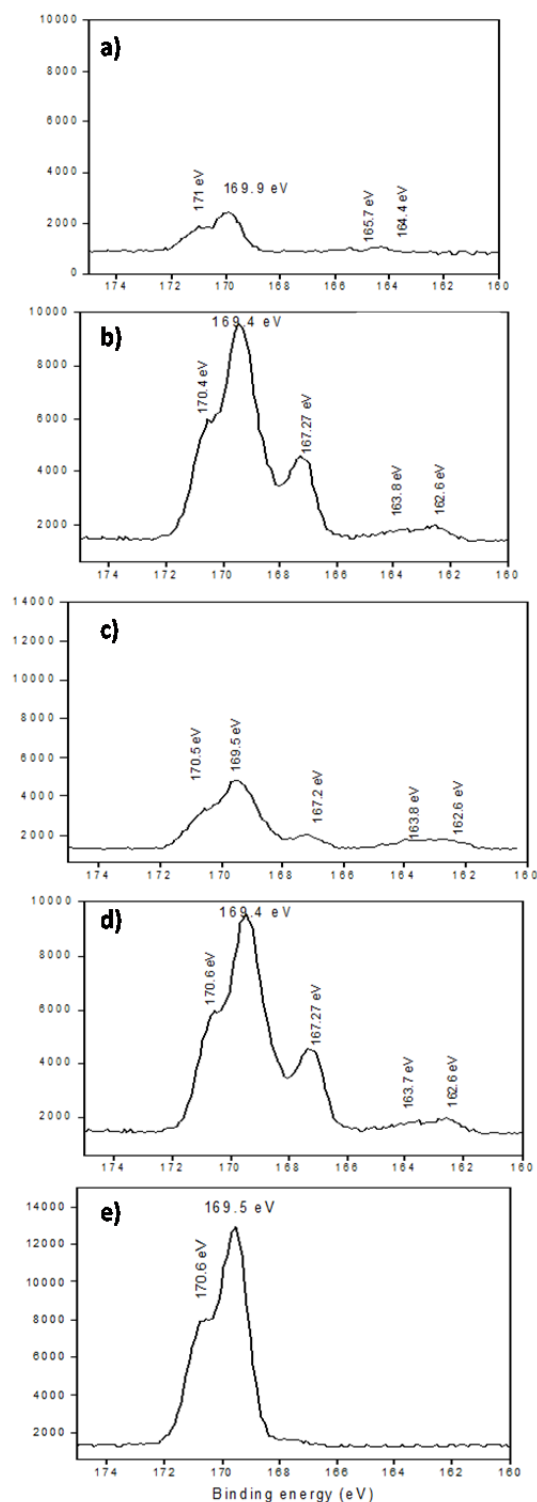 a)
10000
8000
6000
4000
2000
0
171 eV
169.9 eV
165.7 eV
164.4 eV
174 172 170 168 166 164 162 160
b)
10000
8000
6000
4000
2000
170.4 eV
169.4 eV
167.27 eV
163.8 eV
162.6 eV
174 172 170 168 166 164 162 160
c)
14000
12000
10000
8000
6000
4000
2000
170.5 eV
169.5 eV
167.2 eV
163.8 eV
162.6 eV
174 172 170 168 166 164 162 160
d)
10000
8000
6000
4000
2000
170.6 eV
169.4 eV
167.27 eV
163.7 eV
162.6 eV
174 172 170 168 166 164 162 160
e)
14000
12000
10000
8000
6000
4000
2000
170.6 eV
169.5 eV
174 172 170 168 166 164 162 160
Binding energy (eV)